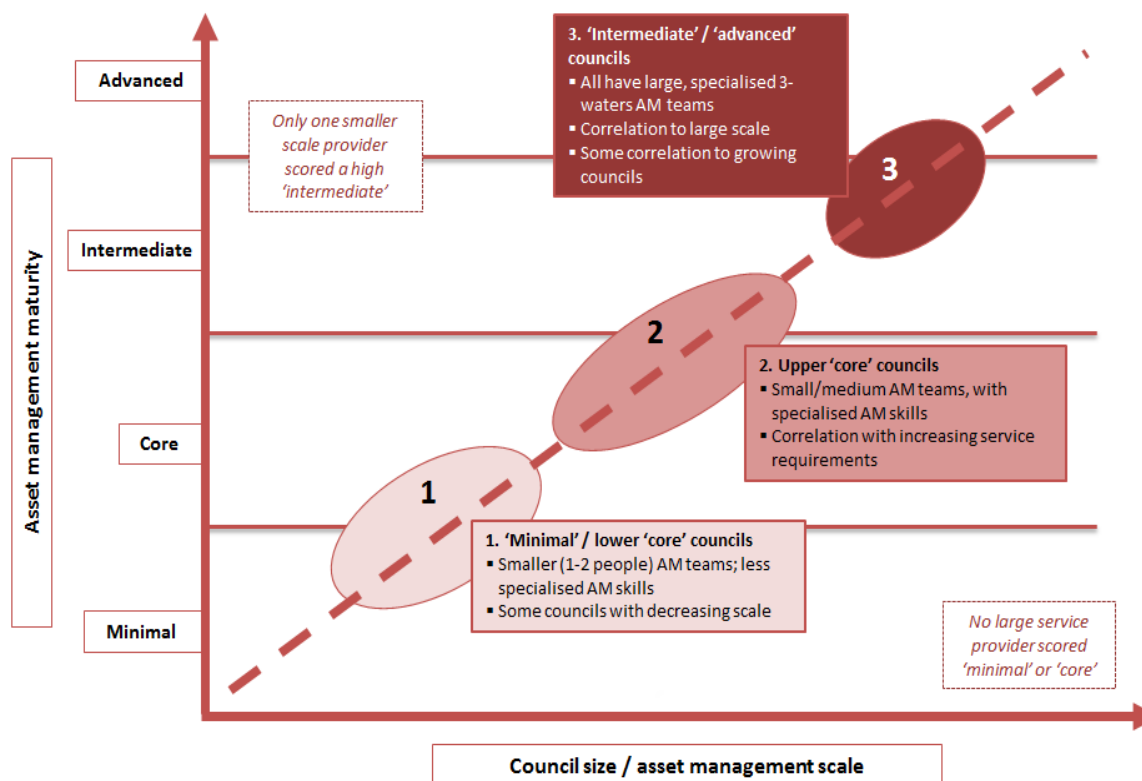 Advanced
Intermediate
Core
Minimal
Asset management maturity
Only one smaller
scale provider
scored a high
'intermediate'
3. 'Intermediate' / 'advanced'
councils
▪ All have large, specialised 3-
waters AM teams
▪ Correlation to large scale
▪ Some correlation to growing
councils
3
2
2. Upper 'core' councils
▪ Small/medium AM teams, with
specialised AM skills
▪ Correlation with increasing service
requirements
1
1. 'Minimal' / lower 'core' councils
▪ Smaller (1-2 people) AM teams; less
specialised AM skills
▪ Some councils with decreasing scale
No large service
provider scored
'minimal' or 'core'
Council size / asset management scale